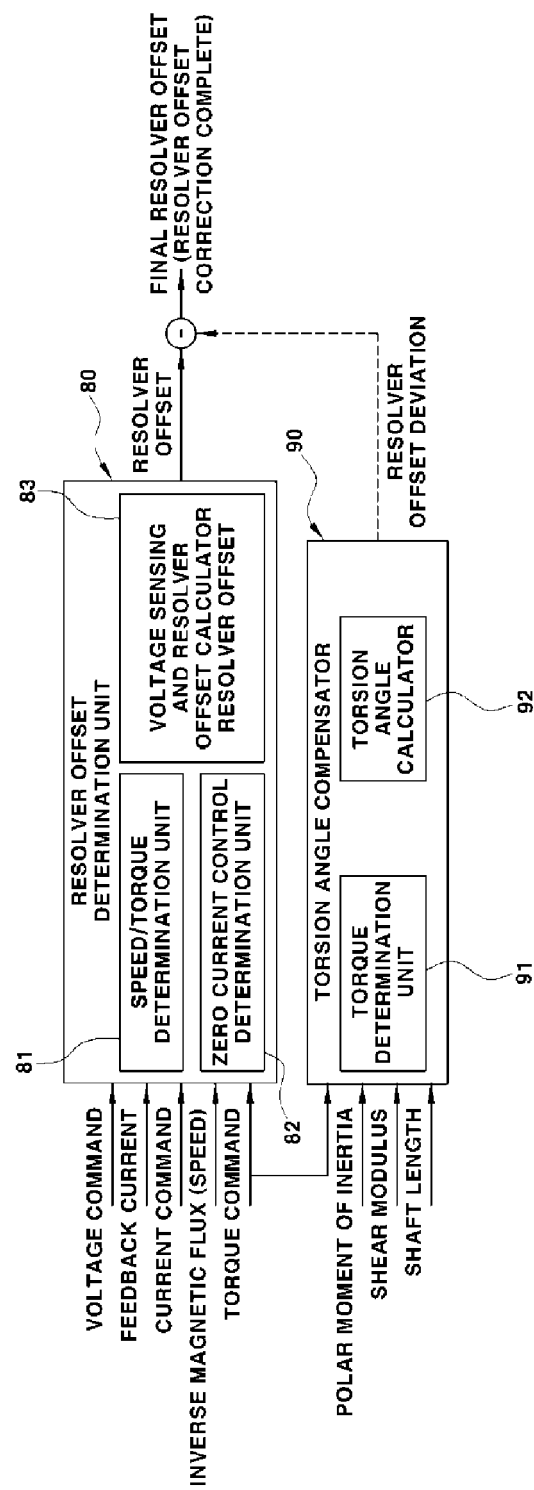 VOLTAGE COMMAND
FEEDBACK CURRENT
CURRENT COMMAND
INVERSE MAGNETIC FLUX (SPEED)
TORQUE COMMAND
RESOLVER OFFSET
DETERMINATION UNIT
80
81
SPEED/TORQUE
DETERMINATION UNIT
82
ZERO CURRENT CONTROL
DETERMINATION UNIT
83
VOLTAGE SENSING
AND RESOLVER
OFFSET CALCULATOR
RESOLVER OFFSET
RESOLVER
OFFSET
-
FINAL RESOLVER OFFSET
(RESOLVER OFFSET
CORRECTION COMPLETE)
POLAR MOMENT OF INERTIA
SHEAR MODULUS
SHAFT LENGTH
TORSION ANGLE COMPENSATOR
90
TORQUE
DETERMINATION
UNIT
91
TORSION
ANGLE
CALCULATOR
92
RESOLVER
OFFSET DEVIATION